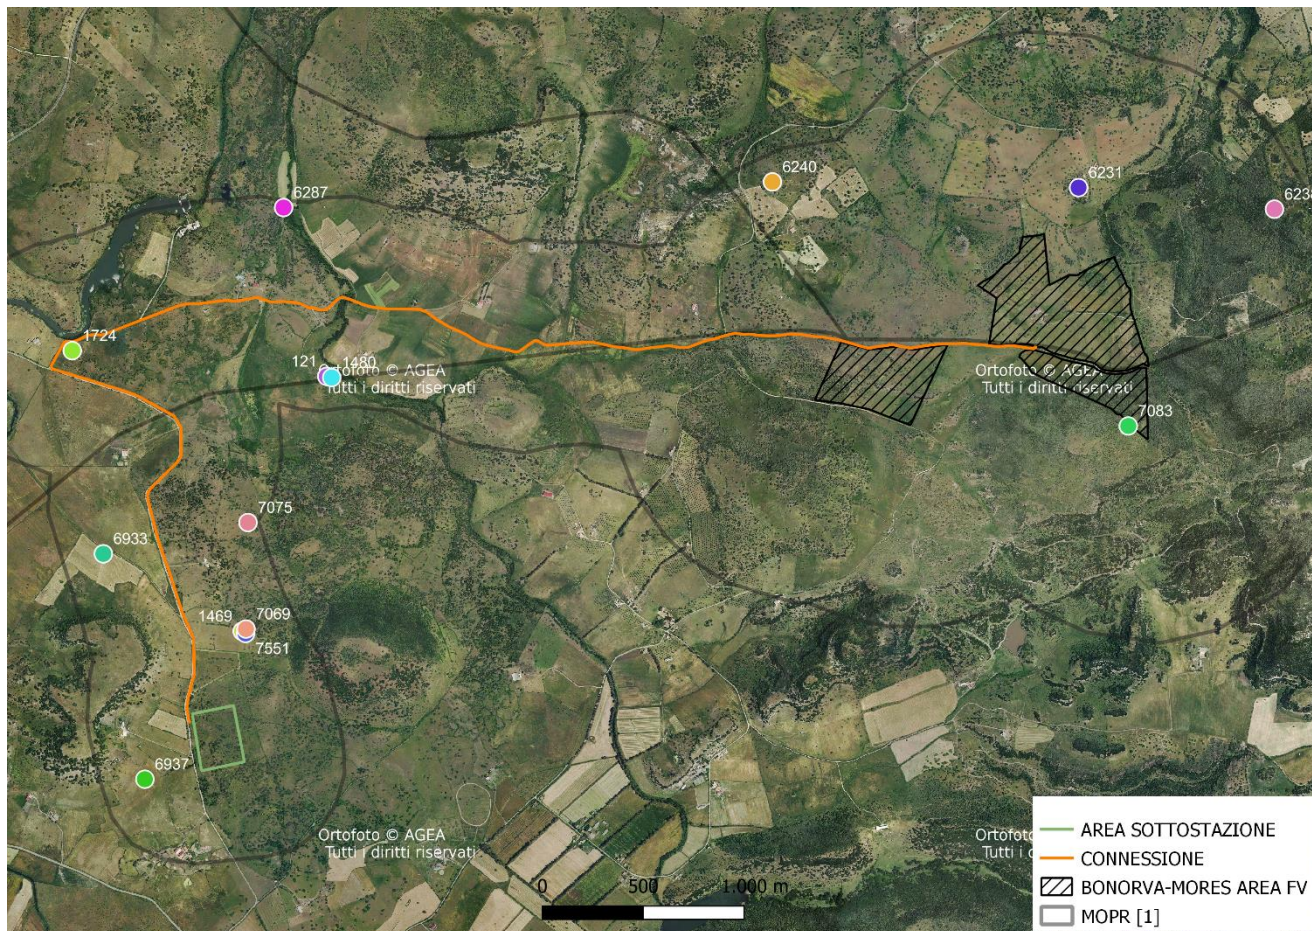 6287
6240
6231
623
1724
121
1480
Ortofoto © AGEA
Tutti i diritti riservati
Ortofoto © AGEA
Tutti i diritti riservati
7083
7075
6933
1469
7069
7551
6937
Ortofoto © AGEA
Tutti i diritti riservati
Ortofo
Tutti i d
0 500 1.000 m
AREA SOTTOSTAZIONE
CONNESSIONE
BONORVA-MORES AREA FV
MOPR [1]